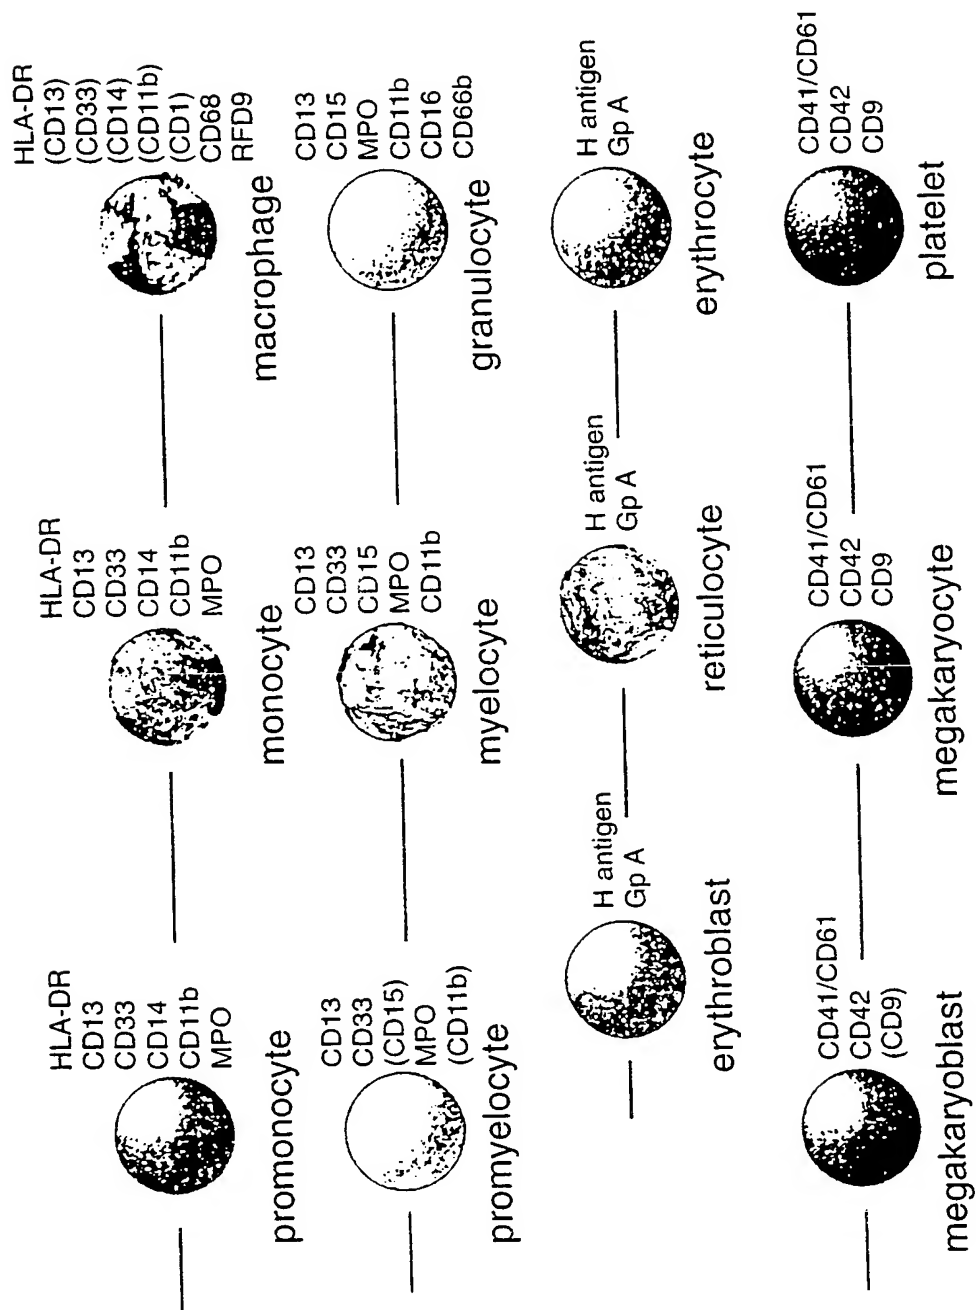 HLA-DR
CD13
CD33
CD14
CD11b
MPO
promonocyte
HLA-DR
CD13
CD33
CD14
CD11b
MPO
monocyte
HLA-DR
(CD13)
(CD33)
(CD14)
(CD11b)
(CD1)
CD68
RFD9
macrophage
CD13
CD33
(CD15)
MPO
(CD11b)
promyelocyte
CD13
CD33
CD15
MPO
CD11b
myelocyte
CD13
CD15
MPO
CD11b
CD16
CD66b
granulocyte
H antigen
Gp A
erythroblast
H antigen
Gp A
reticulocyte
H antigen
Gp A
erythrocyte
CD41/CD61
CD42
(CD9)
megakaryoblast
CD41/CD61
CD42
CD9
megakaryocyte
CD41/CD61
CD42
CD9
platelet